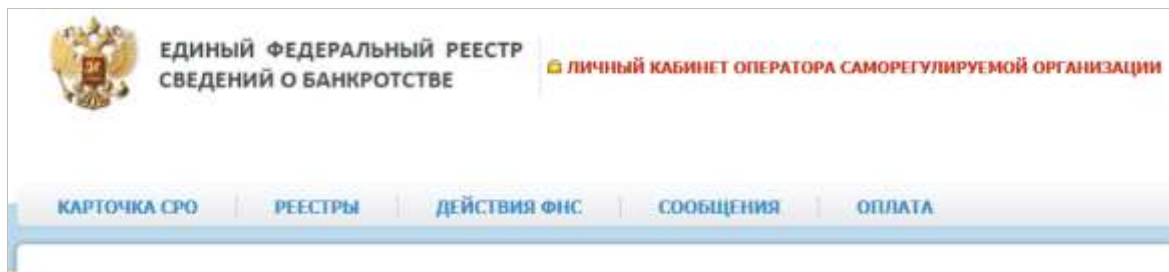 ЕДИНЫЙ ФЕДЕРАЛЬНЫЙ РЕЕСТР
СВЕДЕНИЙ О БАНКРОТСТВЕ
ЛИЧНЫЙ КАБИНЕТ ОПЕРАТОРА САМОРЕГУЛИРУЕМОЙ ОРГАНИЗАЦИИ
КАРТОЧКА СРО РЕЕСТРЫ ДЕЙСТВИЯ ФНС СООБЩЕНИЯ ОПЛАТА